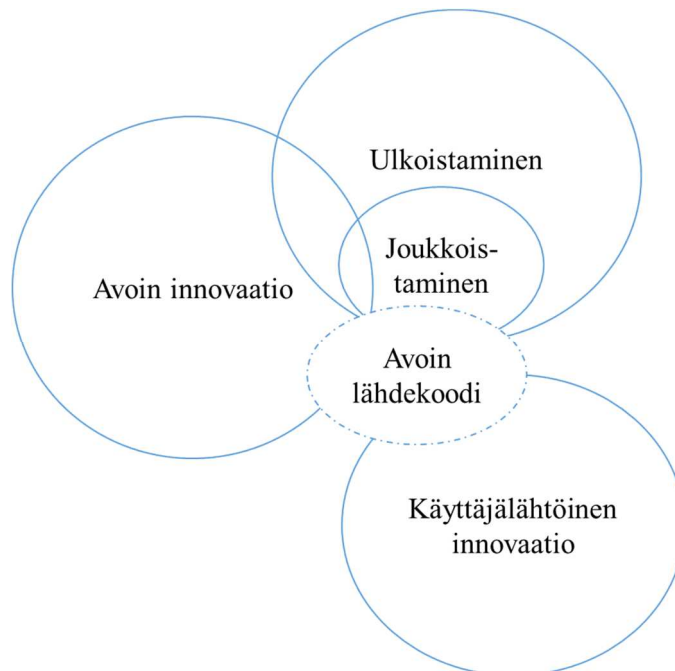 Ulkoistaminen
Joukkois-
taminen
Avoin innovaatio
Avoin
lähdekoodi
Käyttäjälähtöinen
innovaatio